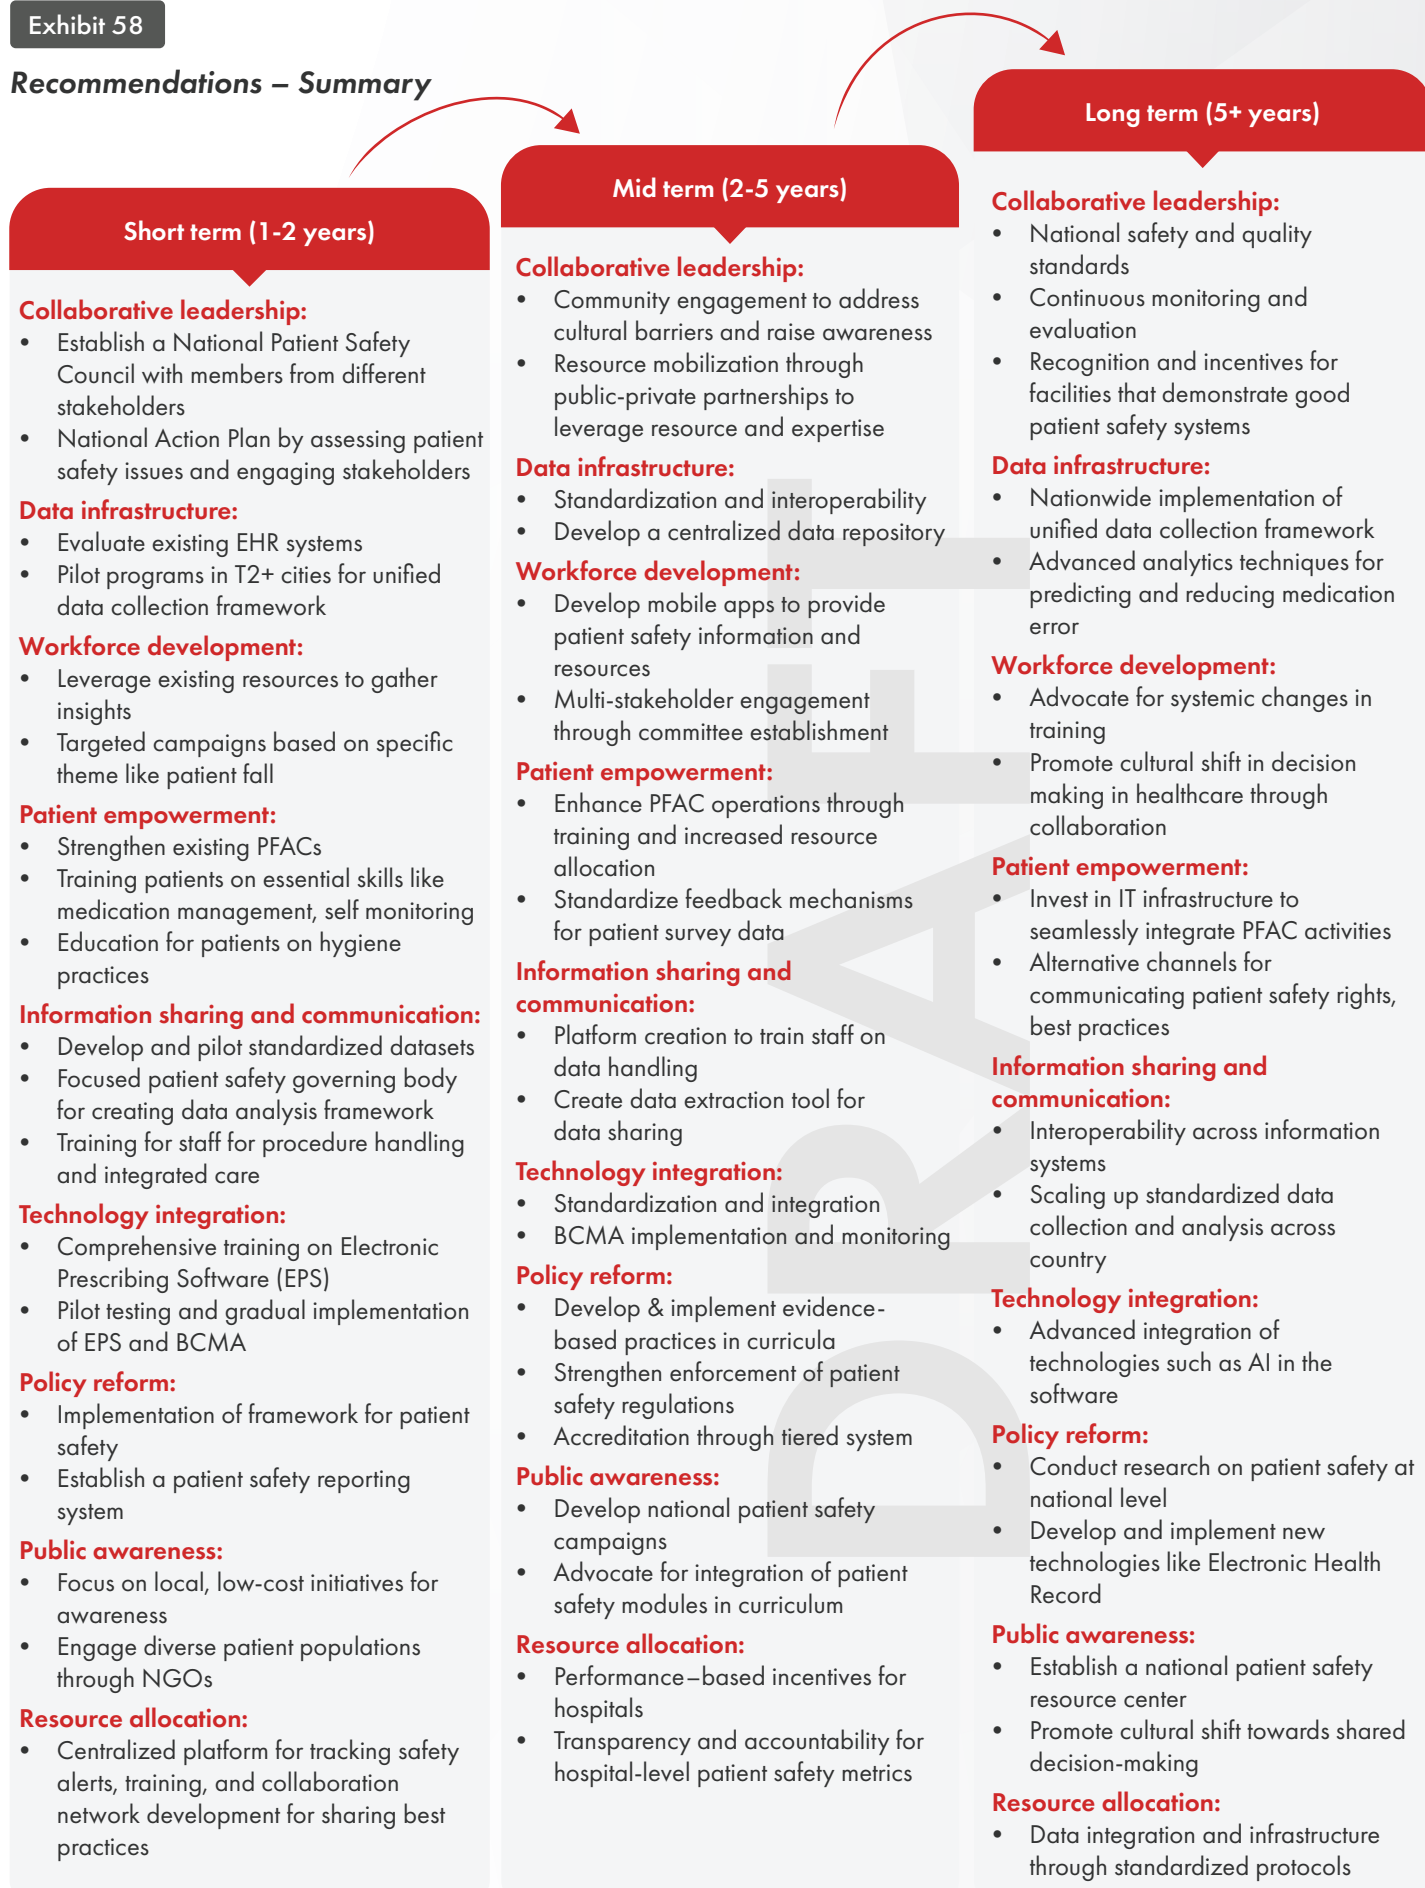 Exhibit 58
Recommendations – Summary
Short term (1-2 years)
Collaborative leadership:
• Establish a National Patient Safety
Council with members from different
stakeholders
• National Action Plan by assessing patient
safety issues and engaging stakeholders
Data infrastructure:
• Evaluate existing EHR systems
• Pilot programs in T2+ cities for unified
data collection framework
Workforce development:
• Leverage existing resources to gather
insights
• Targeted campaigns based on specific
theme like patient fall
Patient empowerment:
• Strengthen existing PFACs
• Training patients on essential skills like
medication management, self monitoring
• Education for patients on hygiene
practices
Information sharing and communication:
• Develop and pilot standardized datasets
• Focused patient safety governing body
for creating data analysis framework
• Training for staff for procedure handling
and integrated care
Technology integration:
• Comprehensive training on Electronic
Prescribing Software (EPS)
• Pilot testing and gradual implementation
of EPS and BCMA
Policy reform:
• Implementation of framework for patient
safety
• Establish a patient safety reporting
system
Public awareness:
• Focus on local, low-cost initiatives for
awareness
• Engage diverse patient populations
through NGOs
Resource allocation:
• Centralized platform for tracking safety
alerts, training, and collaboration
network development for sharing best
practices
Mid term (2-5 years)
Collaborative leadership:
• Community engagement to address
cultural barriers and raise awareness
• Resource mobilization through
public-private partnerships to
leverage resource and expertise
Data infrastructure:
• Standardization and interoperability
• Develop a centralized data repository
Workforce development:
• Develop mobile apps to provide
patient safety information and
resources
• Multi-stakeholder engagement
through committee establishment
Patient empowerment:
• Enhance PFAC operations through
training and increased resource
allocation
• Standardize feedback mechanisms
for patient survey data
Information sharing and
communication:
• Platform creation to train staff on
data handling
• Create data extraction tool for
data sharing
Technology integration:
• Standardization and integration
• BCMA implementation and monitoring
Policy reform:
• Develop & implement evidence-
based practices in curricula
• Strengthen enforcement of patient
safety regulations
• Accreditation through tiered system
Public awareness:
• Develop national patient safety
campaigns
• Advocate for integration of patient
safety modules in curriculum
Resource allocation:
• Performance–based incentives for
hospitals
• Transparency and accountability for
hospital-level patient safety metrics
Long term (5+ years)
Collaborative leadership:
• National safety and quality
standards
• Continuous monitoring and
evaluation
• Recognition and incentives for
facilities that demonstrate good
patient safety systems
Data infrastructure:
• Nationwide implementation of
unified data collection framework
• Advanced analytics techniques for
predicting and reducing medication
error
Workforce development:
• Advocate for systemic changes in
training
• Promote cultural shift in decision
making in healthcare through
collaboration
Patient empowerment:
• Invest in IT infrastructure to
seamlessly integrate PFAC activities
• Alternative channels for
communicating patient safety rights,
best practices
Information sharing and
communication:
• Interoperability across information
systems
• Scaling up standardized data
collection and analysis across
country
Technology integration:
• Advanced integration of
technologies such as AI in the
software
Policy reform:
• Conduct research on patient safety at
national level
• Develop and implement new
technologies like Electronic Health
Record
Public awareness:
• Establish a national patient safety
resource center
• Promote cultural shift towards shared
decision-making
Resource allocation:
• Data integration and infrastructure
through standardized protocols
DRAFT